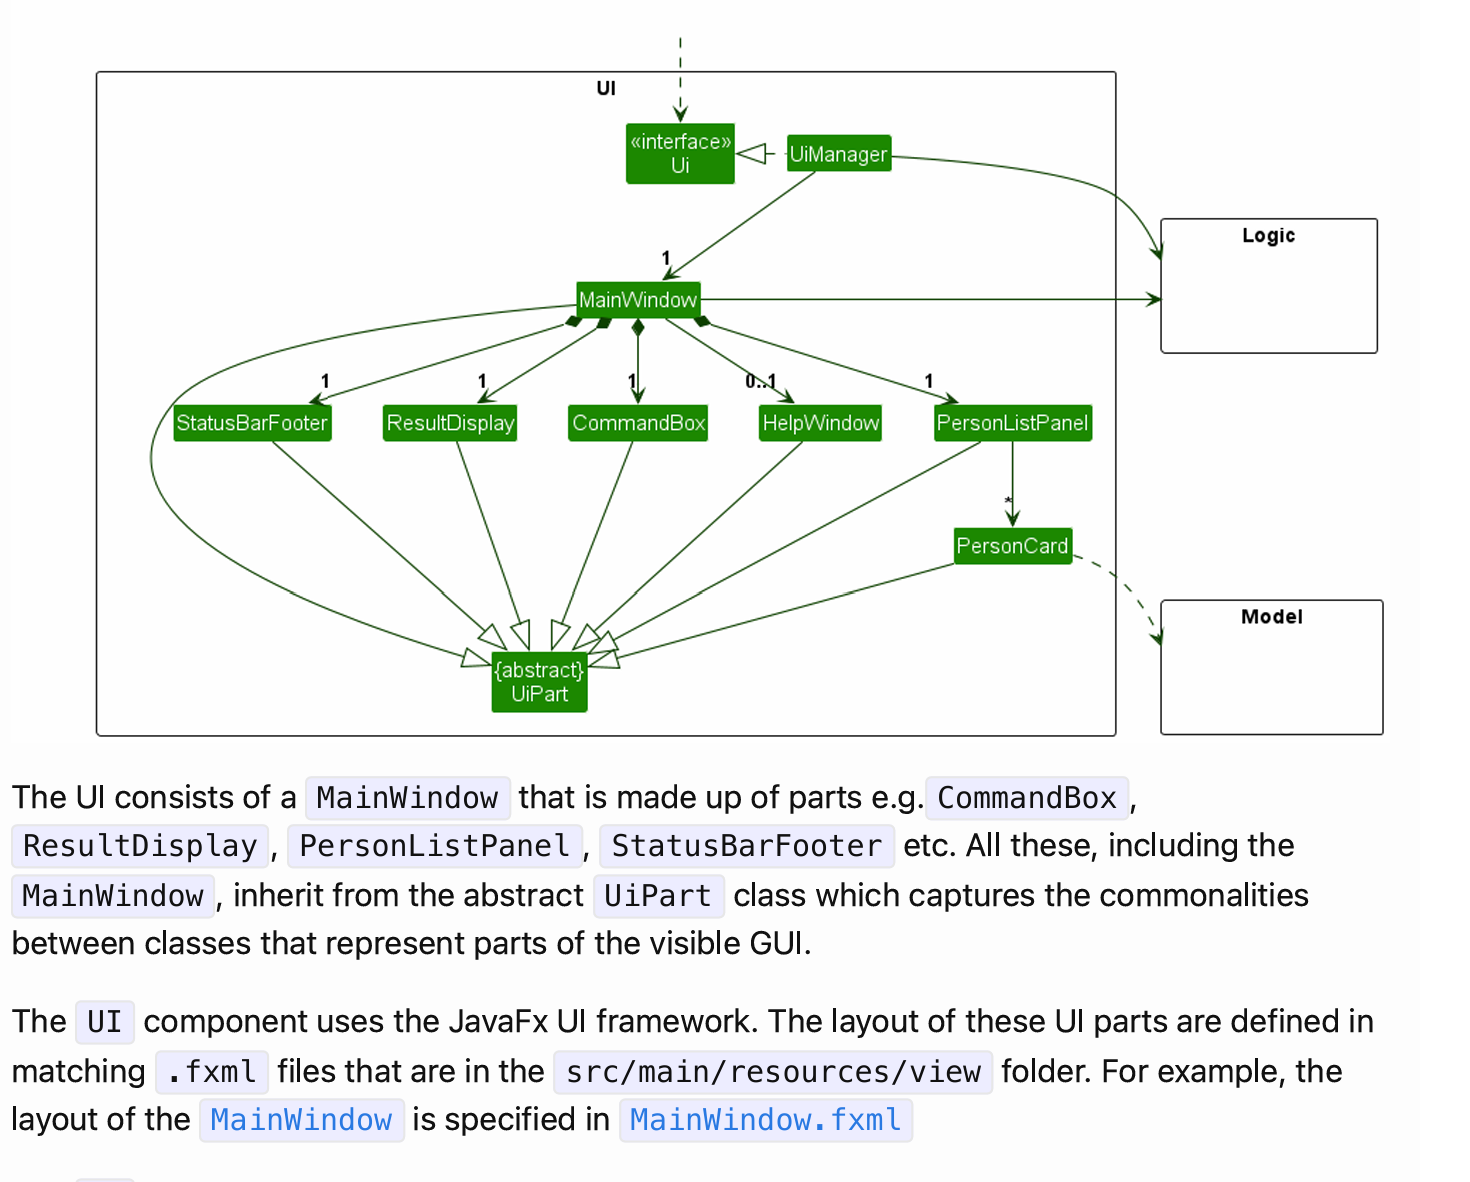 UI
«interface»
Ui
UiManager
Logic
1
MainWindow
1
1
1
0..1
1
StatusBarFooter
ResultDisplay
CommandBox
HelpWindow
PersonListPanel
*
PersonCard
Model
{abstract}
UiPart
The UI consists of a MainWindow that is made up of parts e.g. CommandBox ,
ResultDisplay , PersonListPanel , StatusBarFooter etc. All these, including the
MainWindow , inherit from the abstract UiPart class which captures the commonalities
between classes that represent parts of the visible GUI.
The UI component uses the JavaFx UI framework. The layout of these UI parts are defined in
matching .fxml files that are in the src/main/resources/view folder. For example, the
layout of the MainWindow is specified in MainWindow.fxml